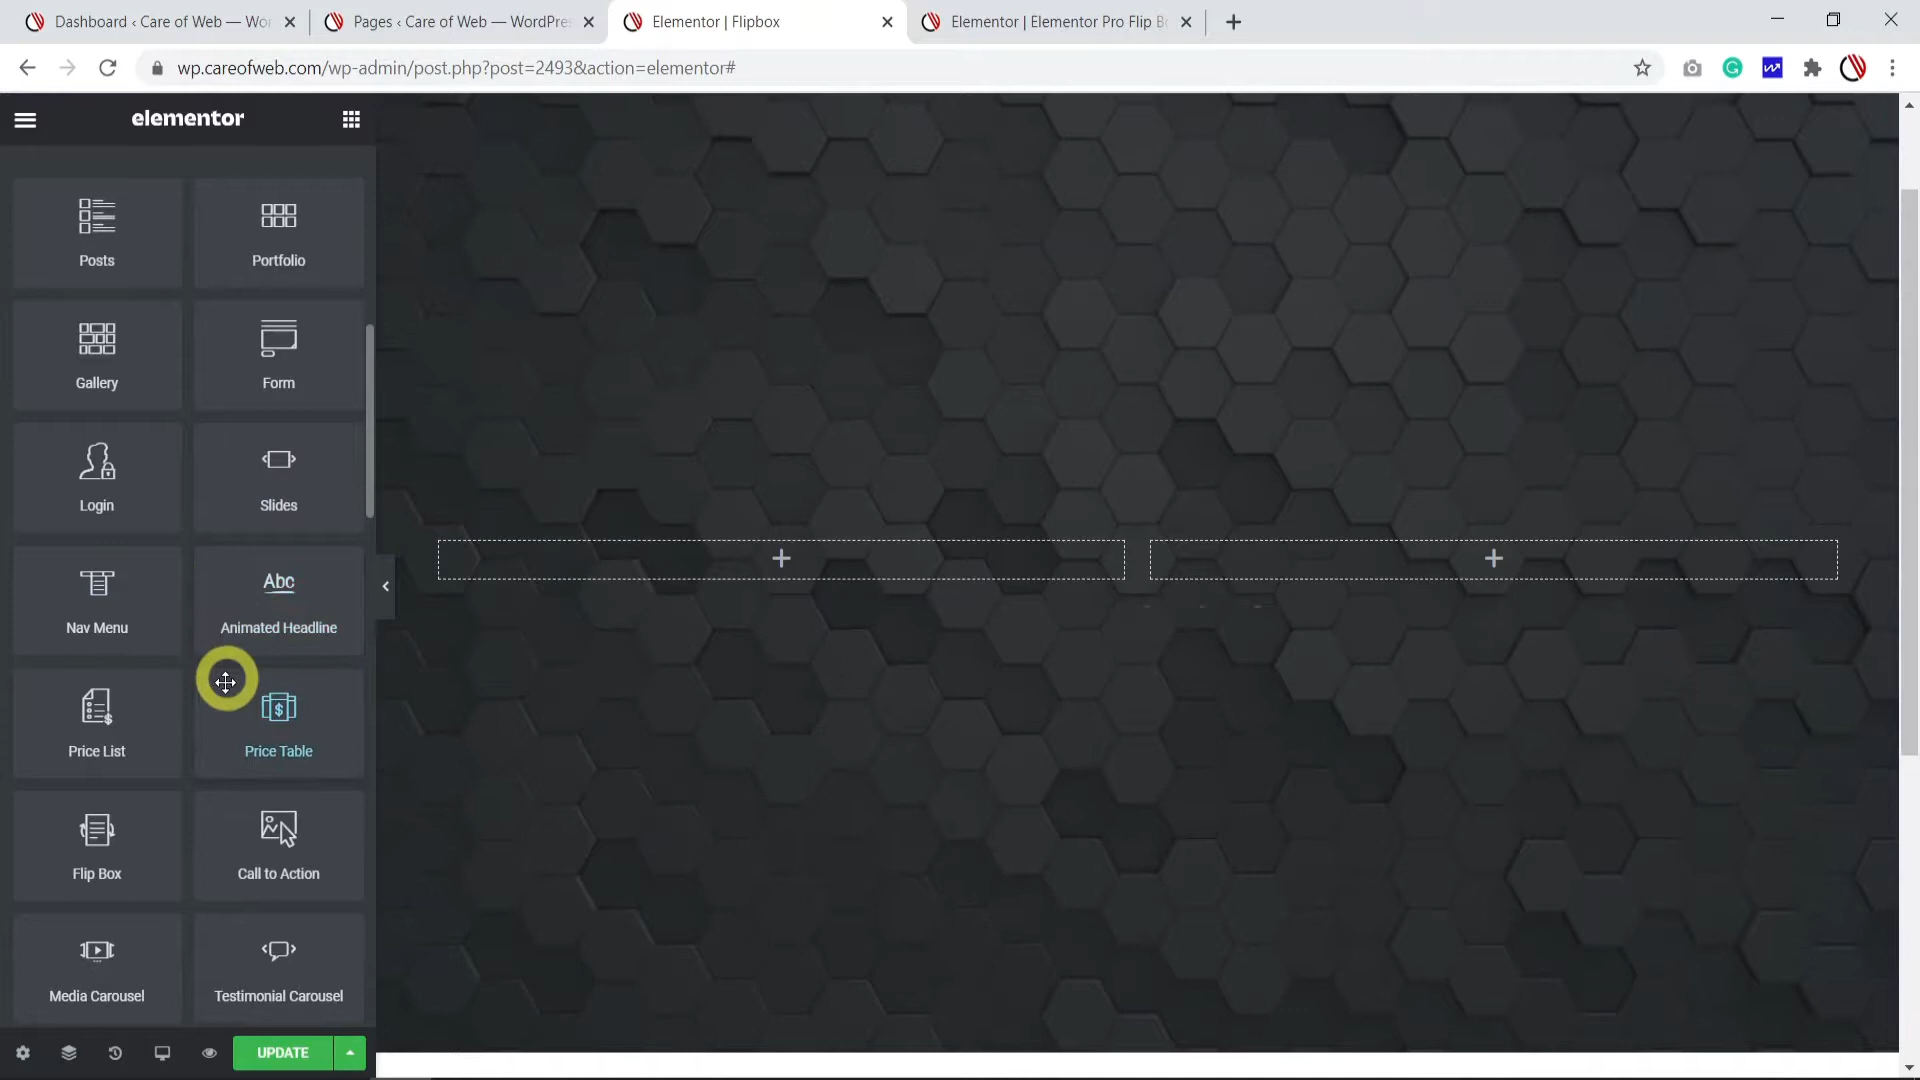 Dashboard ‹ Care of Web — Wor
Pages ‹ Care of Web — WordPres
Elementor | Flipbox
Elementor | Elementor Pro Flip Bo
wp.careofweb.com/wp-admin/post.php?post=2493&action=elementor#
elementor
Posts
Portfolio
Gallery
Form
Login
Slides
Nav Menu
Abc
Animated Headline
Price List
Price Table
Flip Box
Call to Action
Media Carousel
Testimonial Carousel
UPDATE